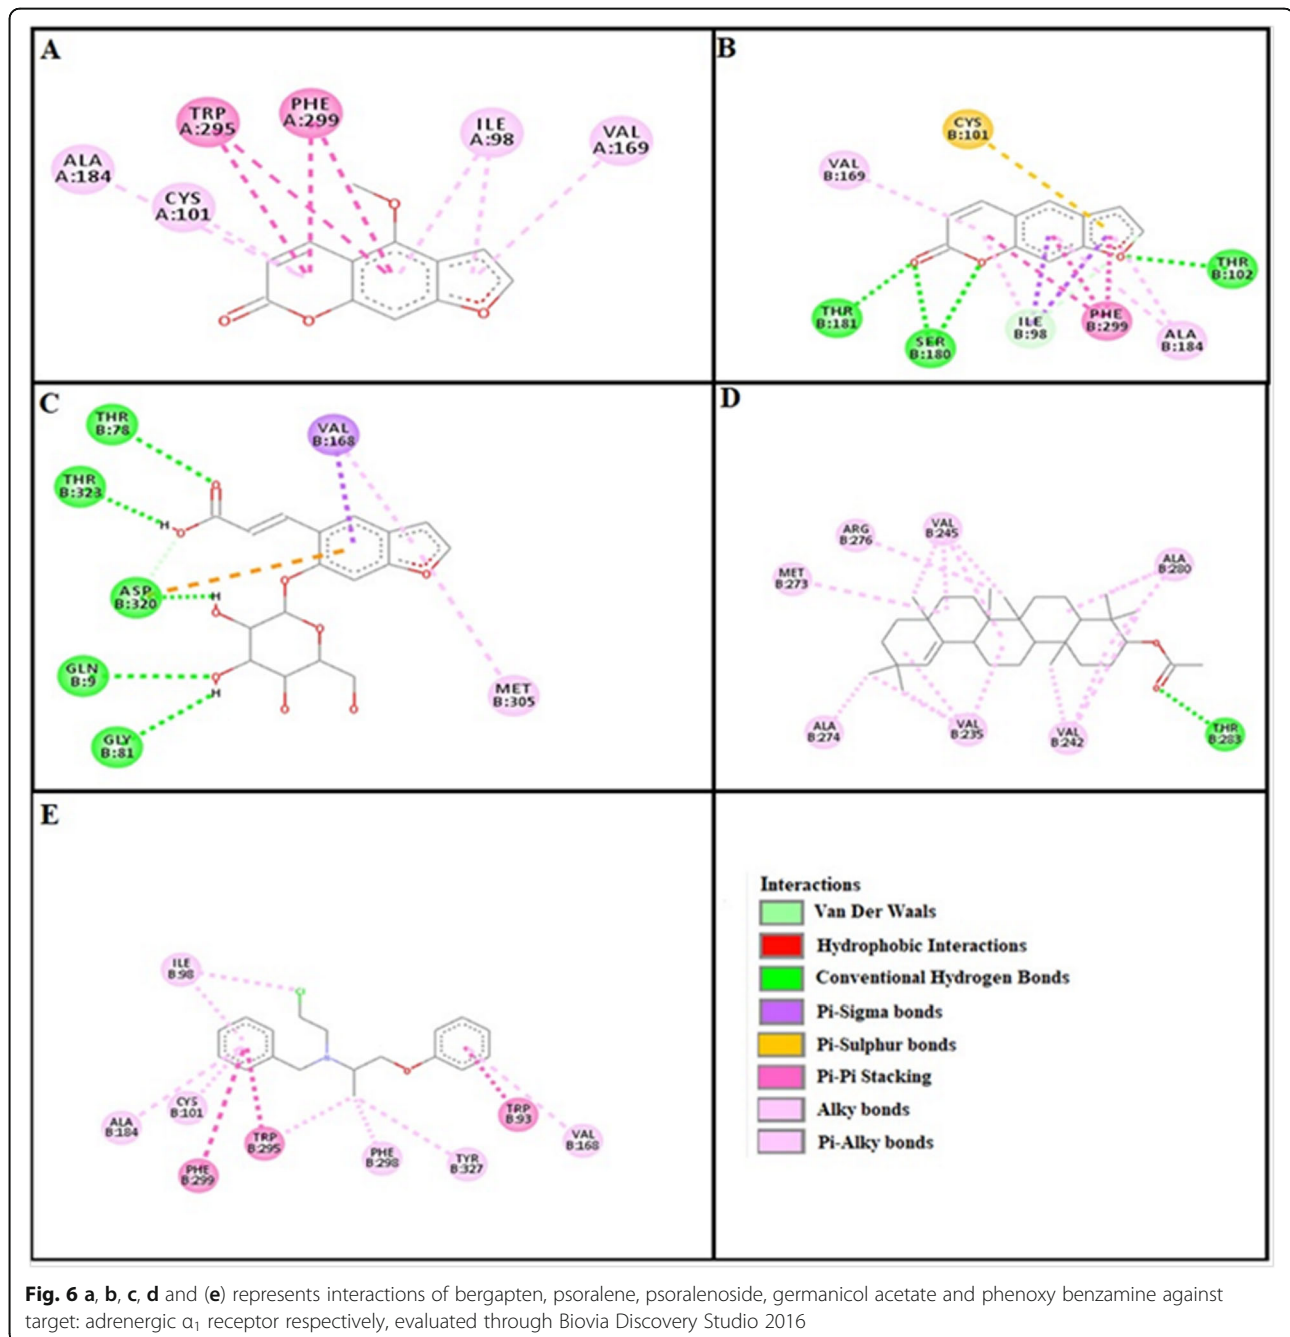 A
TRP
A:295
PHE
A:299
ILE
A:98
VAL
A:169
ALA
A:184
CYS
A:101
O
O
O
O
B
CYS
B:101
VAL
B:169
O
O
O
THR
B:102
THR
B:181
SER
B:180
ILE
B:98
PHE
B:299
ALA
B:184
C
THR
B:78
VAL
B:168
THR
B:323
O
H
O
O
ASP
B:320
H
O
O
O
GLN
B:9
O
H
O
O
MET
B:305
GLY
B:81
D
ARG
B:276
VAL
B:245
MET
B:273
ALA
B:280
O
O
ALA
B:274
VAL
B:235
VAL
B:242
THR
B:283
E
ILE
B:98
Cl
N
O
ALA
B:184
CYS
B:101
TRP
B:93
PHE
B:299
TRP
B:295
PHE
B:298
TYR
B:327
VAL
B:168
Interactions
Van Der Waals
Hydrophobic Interactions
Conventional Hydrogen Bonds
Pi-Sigma bonds
Pi-Sulphur bonds
Pi-Pi Stacking
Alky bonds
Pi-Alky bonds
Fig. 6 a, b, c, d and (e) represents interactions of bergapten, psoralene, psoralenoside, germanicol acetate and phenoxy benzamine against
target: adrenergic α₁ receptor respectively, evaluated through Biovia Discovery Studio 2016